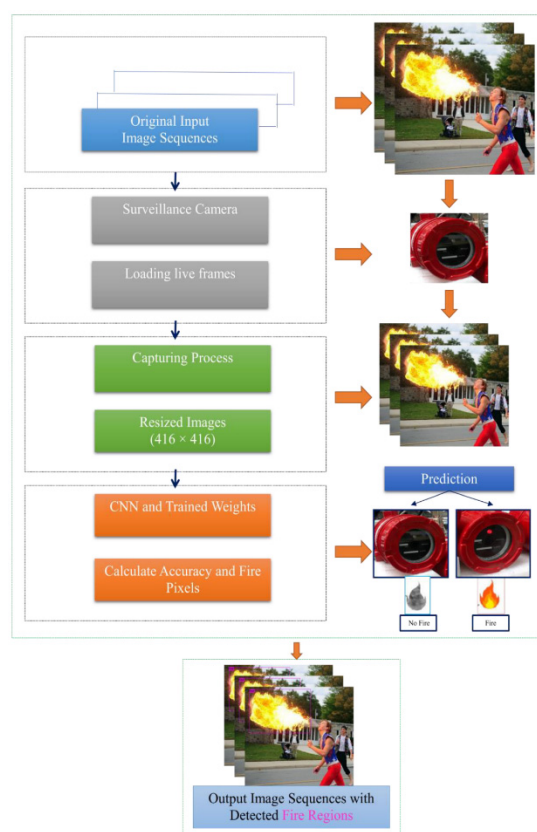 Original Input
Image Sequences
Surveillance Camera
Loading live frames
Capturing Process
Resized Images
(416 × 416)
CNN and Trained Weights
Calculate Accuracy and Fire
Pixels
Prediction
No Fire
Fire
Output Image Sequences with
Detected Fire Regions